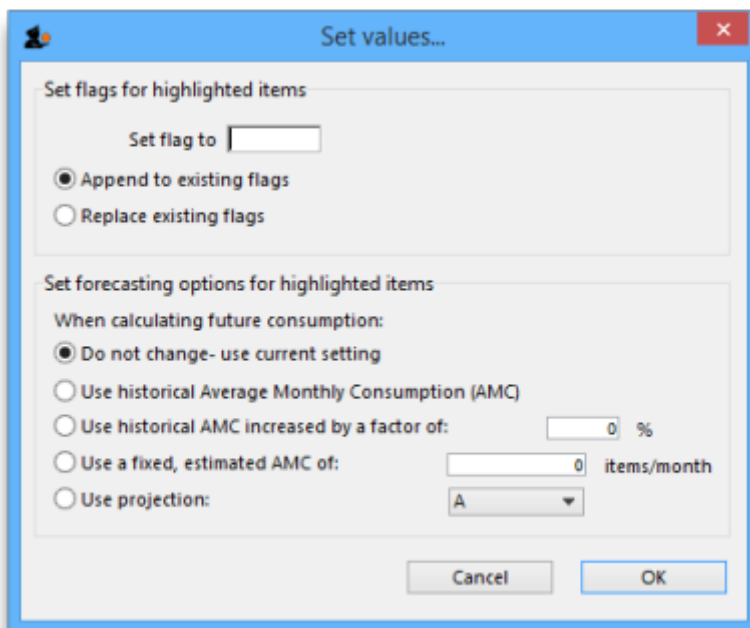 Set values...
Set flags for highlighted items
Set flag to
Append to existing flags
Replace existing flags
Set forecasting options for highlighted items
When calculating future consumption:
Do not change- use current setting
Use historical Average Monthly Consumption (AMC)
Use historical AMC increased by a factor of: 0 %
Use a fixed, estimated AMC of: 0 items/month
Use projection: A
Cancel OK